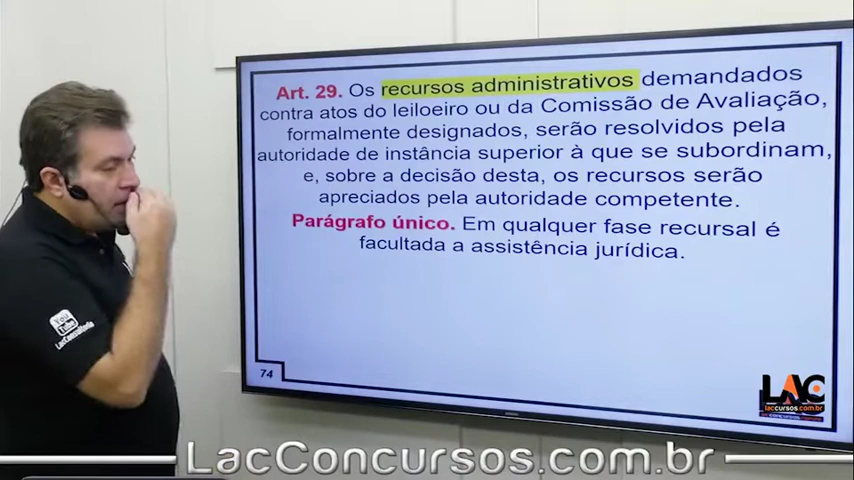 Art. 29. Os recursos administrativos demandados
contra atos do leiloeiro ou da Comissão de Avaliação,
formalmente designados, serão resolvidos pela
autoridade de instância superior à que se subordinam,
e, sobre a decisão desta, os recursos serão
apreciados pela autoridade competente.
Parágrafo único. Em qualquer fase recursal é
facultada a assistência jurídica.
74
LAC
laccursos.com.br
You
Tube
LacConcursos.com.br